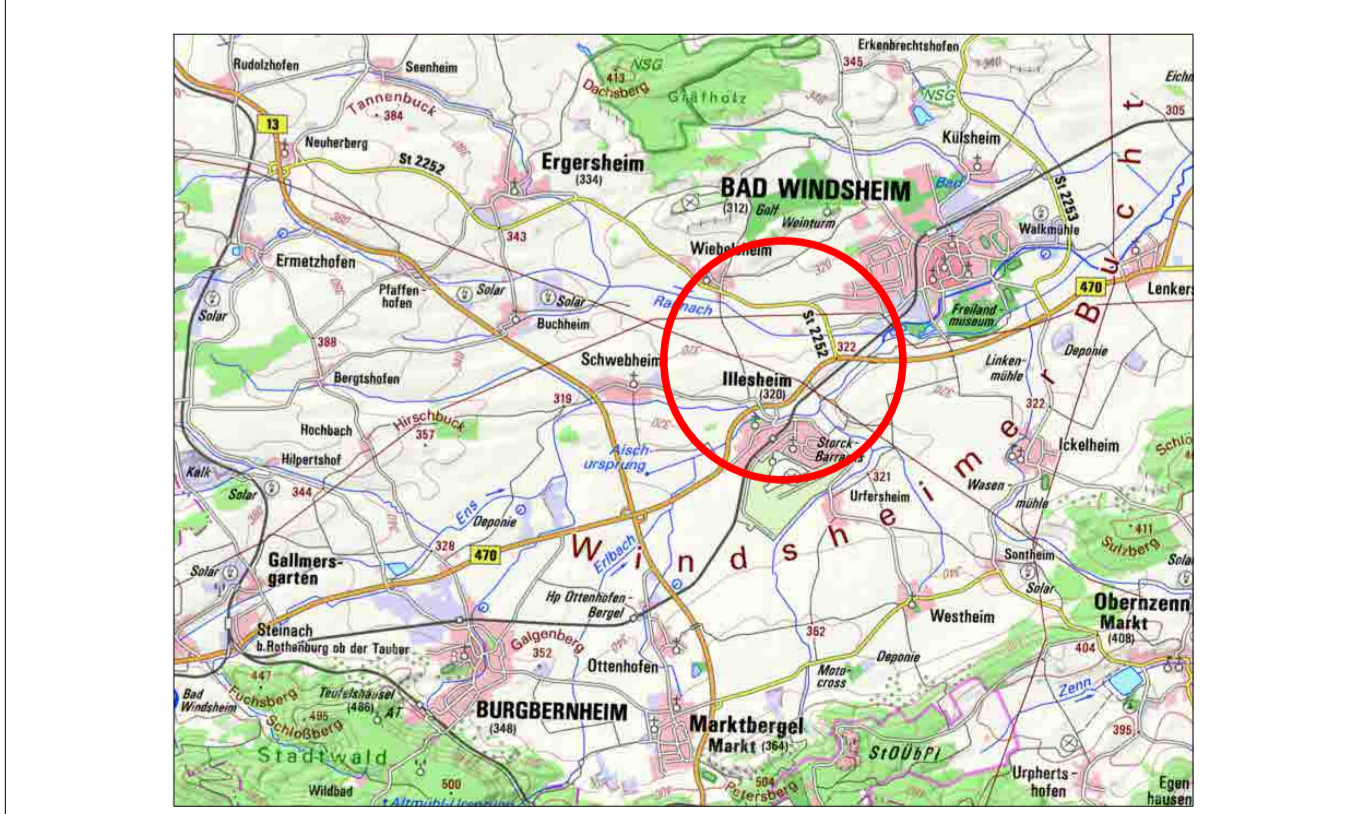 Rudolzhofen
Seenheim
Tannenbuck
384
13
Neuherberg
St 2252
380
Ergersheim
(334)
343
NSG
413
Dachsberg
Gräfholz
Erkenbrechtshofen
345
340
NSG
Külsheim
305
BAD WINDSHEIM
(312)
Golf
Weinturm
Bad
St 2253
Walkmühle
Wiebelsheim
320
Ermetzhofen
Pfaffen-
hofen
Solar
Solar
Buchheim
Solar
388
Bergtshofen
Schwebheim
St 2252
322
Freiland-
museum
470
Lenkers
Linken-
mühle
Deponie
Illesheim
(320)
319
Hirschbuck
357
Hochbach
Hilpertshof
Kalk
Solar
344
Aisch-
ursprung
Storck-
Barracks
321
Urfersheim
322
Ickelheim
Wasen-
mühle
411
Sulzberg
Windsheimer Bucht
Ens
Deponie
328
470
Erlbach
Gallmers-
garten
Solar
Hp Ottenhofen-
Bergel
Sontheim
Solar
Westheim
Obernzenn
Markt
(408)
404
Steinach
b.Rothenburg ob der Tauber
Galgenberg
352
Ottenhofen
362
Deponie
Moto-
cross
Zenn
447
Fuchsberg
Teufelshäusel
(486)
AT
Bad
Windsheim
495
Schloßberg
Stadtwald
BURGBERNHEIM
(348)
Marktbergel
Markt (364)
StOÜbPl
395
Wildbad
500
504
Petersberg
Urpherts-
hofen
Egen
hausen